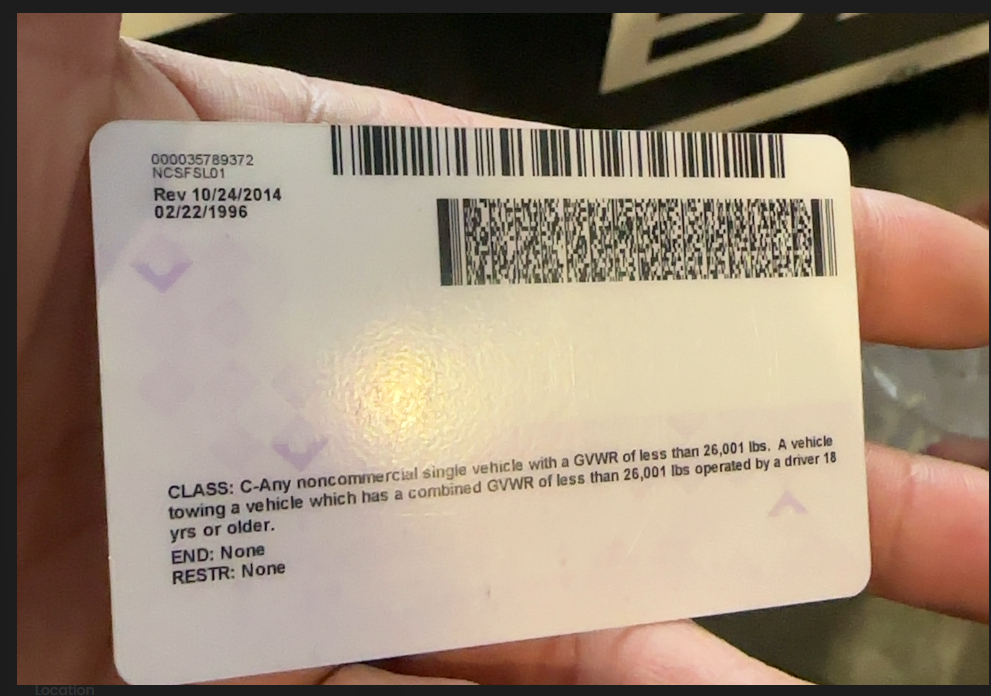 000035789372
NCSFSL01
Rev 10/24/2014
02/22/1996
CLASS: C-Any noncommercial single vehicle with a GVWR of less than 26,001 lbs. A vehicle
towing a vehicle which has a combined GVWR of less than 26,001 lbs operated by a driver 18
yrs or older.
END: None
RESTR: None
Location